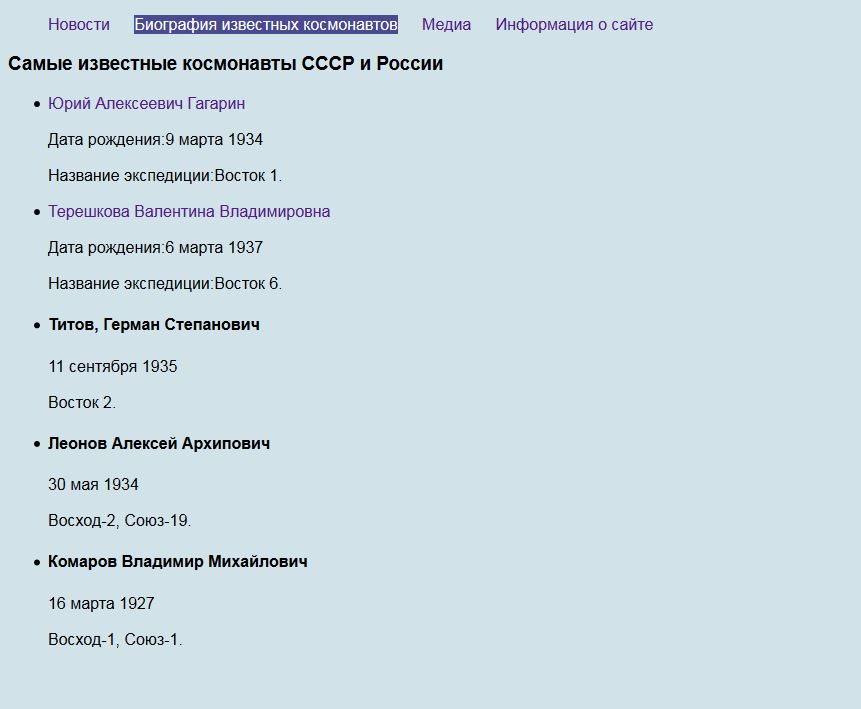 Новости Биография известных космонавтов Медиа Информация о сайте
Самые известные космонавты СССР и России
Юрий Алексеевич Гагарин
Дата рождения:9 марта 1934
Название экспедиции:Восток 1.
Терешкова Валентина Владимировна
Дата рождения:6 марта 1937
Название экспедиции:Восток 6.
Титов, Герман Степанович
11 сентября 1935
Восток 2.
Леонов Алексей Архипович
30 мая 1934
Восход-2, Союз-19.
Комаров Владимир Михайлович
16 марта 1927
Восход-1, Союз-1.